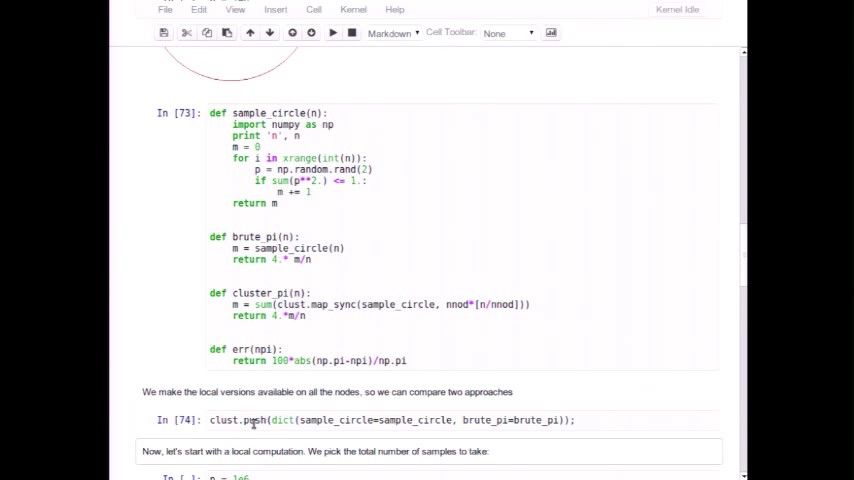 File Edit View Insert Cell Kernel Help Kernel Idle
Markdown Cell Toolbar: None
In [73]: def sample_circle(n):
import numpy as np
print 'n', n
m = 0
for i in xrange(int(n)):
p = np.random.rand(2)
if sum(p**2.) <= 1.:
m += 1
return m
def brute_pi(n):
m = sample_circle(n)
return 4.* m/n
def cluster_pi(n):
m = sum(clust.map_sync(sample_circle, nnod*[n/nnod]))
return 4.*m/n
def err(npi):
return 100*abs(np.pi-npi)/np.pi
We make the local versions available on all the nodes, so we can compare two approaches
In [74]: clust.push(dict(sample_circle=sample_circle, brute_pi=brute_pi));
Now, let's start with a local computation. We pick the total number of samples to take:
In [ ]: n = 1e6